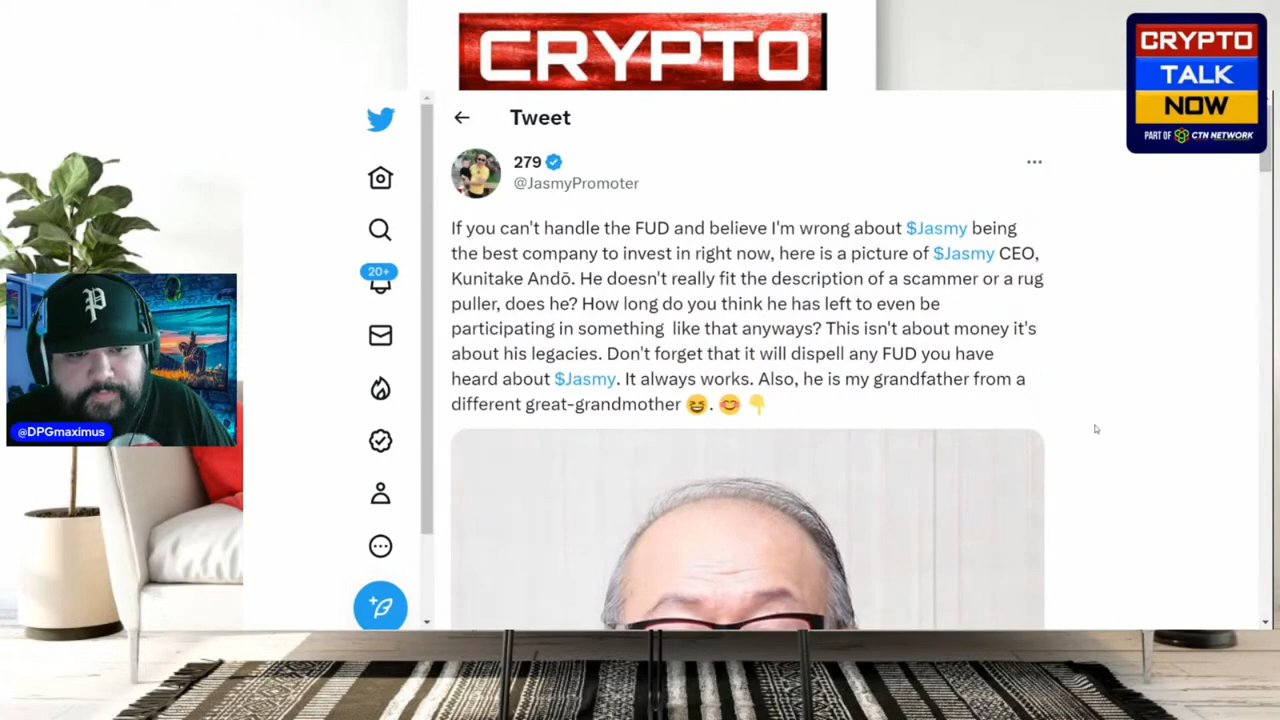 CRYPTO
CRYPTO
TALK
NOW
PART OF CTN NETWORK
Tweet
279
@JasmyPromoter
If you can't handle the FUD and believe I'm wrong about $Jasmy being
the best company to invest in right now, here is a picture of $Jasmy CEO,
Kunitake Andō. He doesn't really fit the description of a scammer or a rug
puller, does he? How long do you think he has left to even be
participating in something like that anyways? This isn't about money it's
about his legacies. Don't forget that it will dispell any FUD you have
heard about $Jasmy. It always works. Also, he is my grandfather from a
different great-grandmother 😆. 😊 👇
20+
P
@DPGmaximus